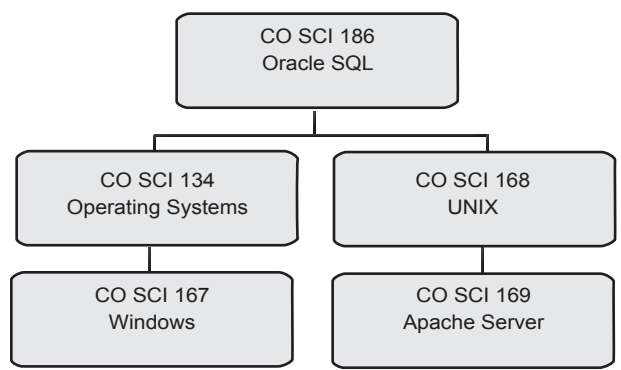 CO SCI 186
Oracle SQL
CO SCI 134
Operating Systems
CO SCI 168
UNIX
CO SCI 167
Windows
CO SCI 169
Apache Server